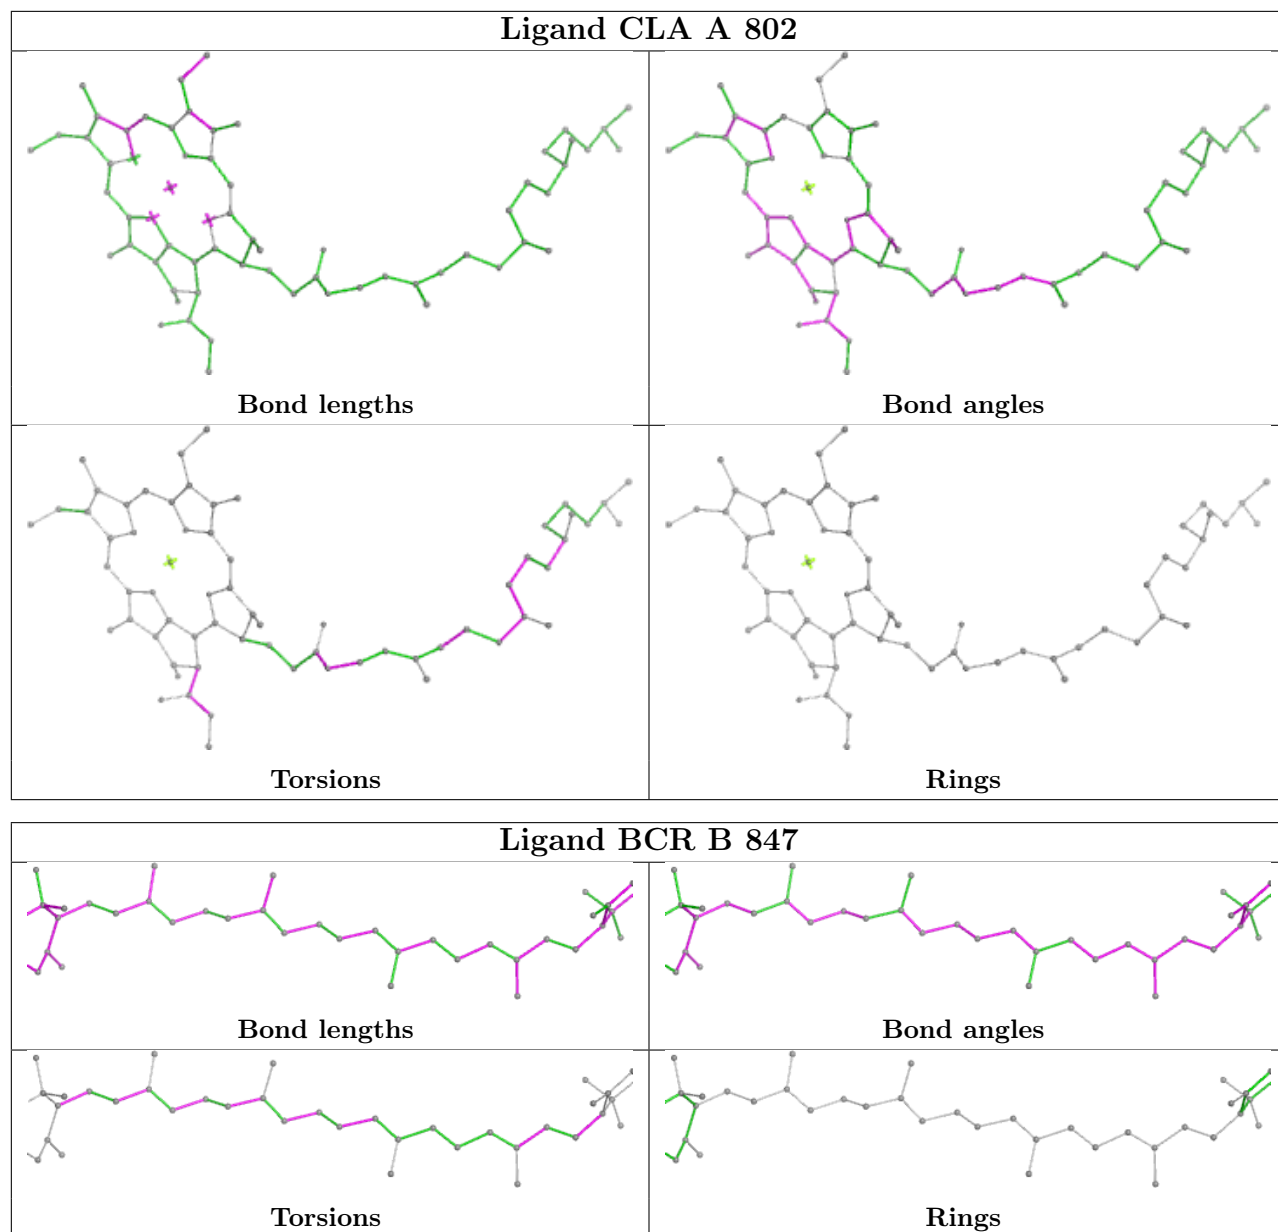 Ligand CLA A 802
Bond lengths
Bond angles
Torsions
Rings
Ligand BCR B 847
Bond lengths
Bond angles
Torsions
Rings